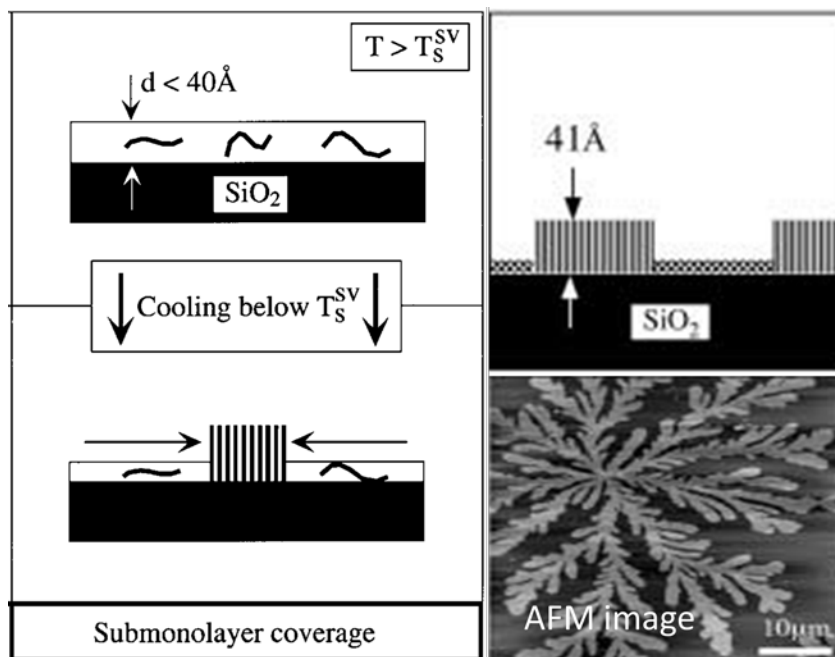 T > T_S^SV
d < 40Å
SiO₂
Cooling below T_S^SV
Submonolayer coverage
41Å
SiO₂
AFM image
10µm